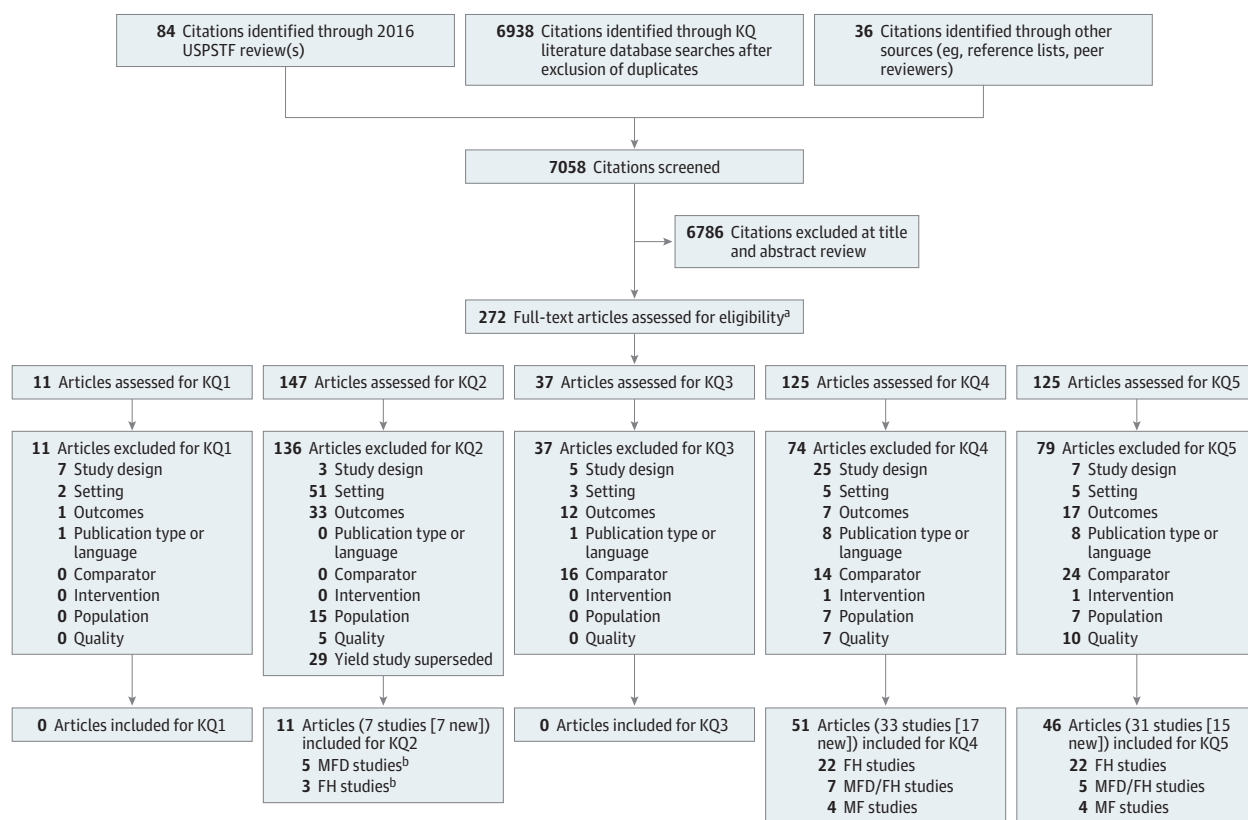 84 Citations identified through 2016
USPSTF review(s)
6938 Citations identified through KQ
literature database searches after
exclusion of duplicates
36 Citations identified through other
sources (eg, reference lists, peer
reviewers)
7058 Citations screened
6786 Citations excluded at title
and abstract review
272 Full-text articles assessed for eligibilityᵃ
11 Articles assessed for KQ1
147 Articles assessed for KQ2
37 Articles assessed for KQ3
125 Articles assessed for KQ4
125 Articles assessed for KQ5
11 Articles excluded for KQ1
7 Study design
2 Setting
1 Outcomes
1 Publication type or
language
0 Comparator
0 Intervention
0 Population
0 Quality
136 Articles excluded for KQ2
3 Study design
51 Setting
33 Outcomes
0 Publication type or
language
0 Comparator
0 Intervention
15 Population
5 Quality
29 Yield study superseded
37 Articles excluded for KQ3
5 Study design
3 Setting
12 Outcomes
1 Publication type or
language
16 Comparator
0 Intervention
0 Population
0 Quality
74 Articles excluded for KQ4
25 Study design
5 Setting
7 Outcomes
8 Publication type or
language
14 Comparator
1 Intervention
7 Population
7 Quality
79 Articles excluded for KQ5
7 Study design
5 Setting
17 Outcomes
8 Publication type or
language
24 Comparator
1 Intervention
7 Population
10 Quality
0 Articles included for KQ1
11 Articles (7 studies [7 new])
included for KQ2
5 MFD studiesᵇ
3 FH studiesᵇ
0 Articles included for KQ3
51 Articles (33 studies [17
new]) included for KQ4
22 FH studies
7 MFD/FH studies
4 MF studies
46 Articles (31 studies [15
new]) included for KQ5
22 FH studies
5 MFD/FH studies
4 MF studies